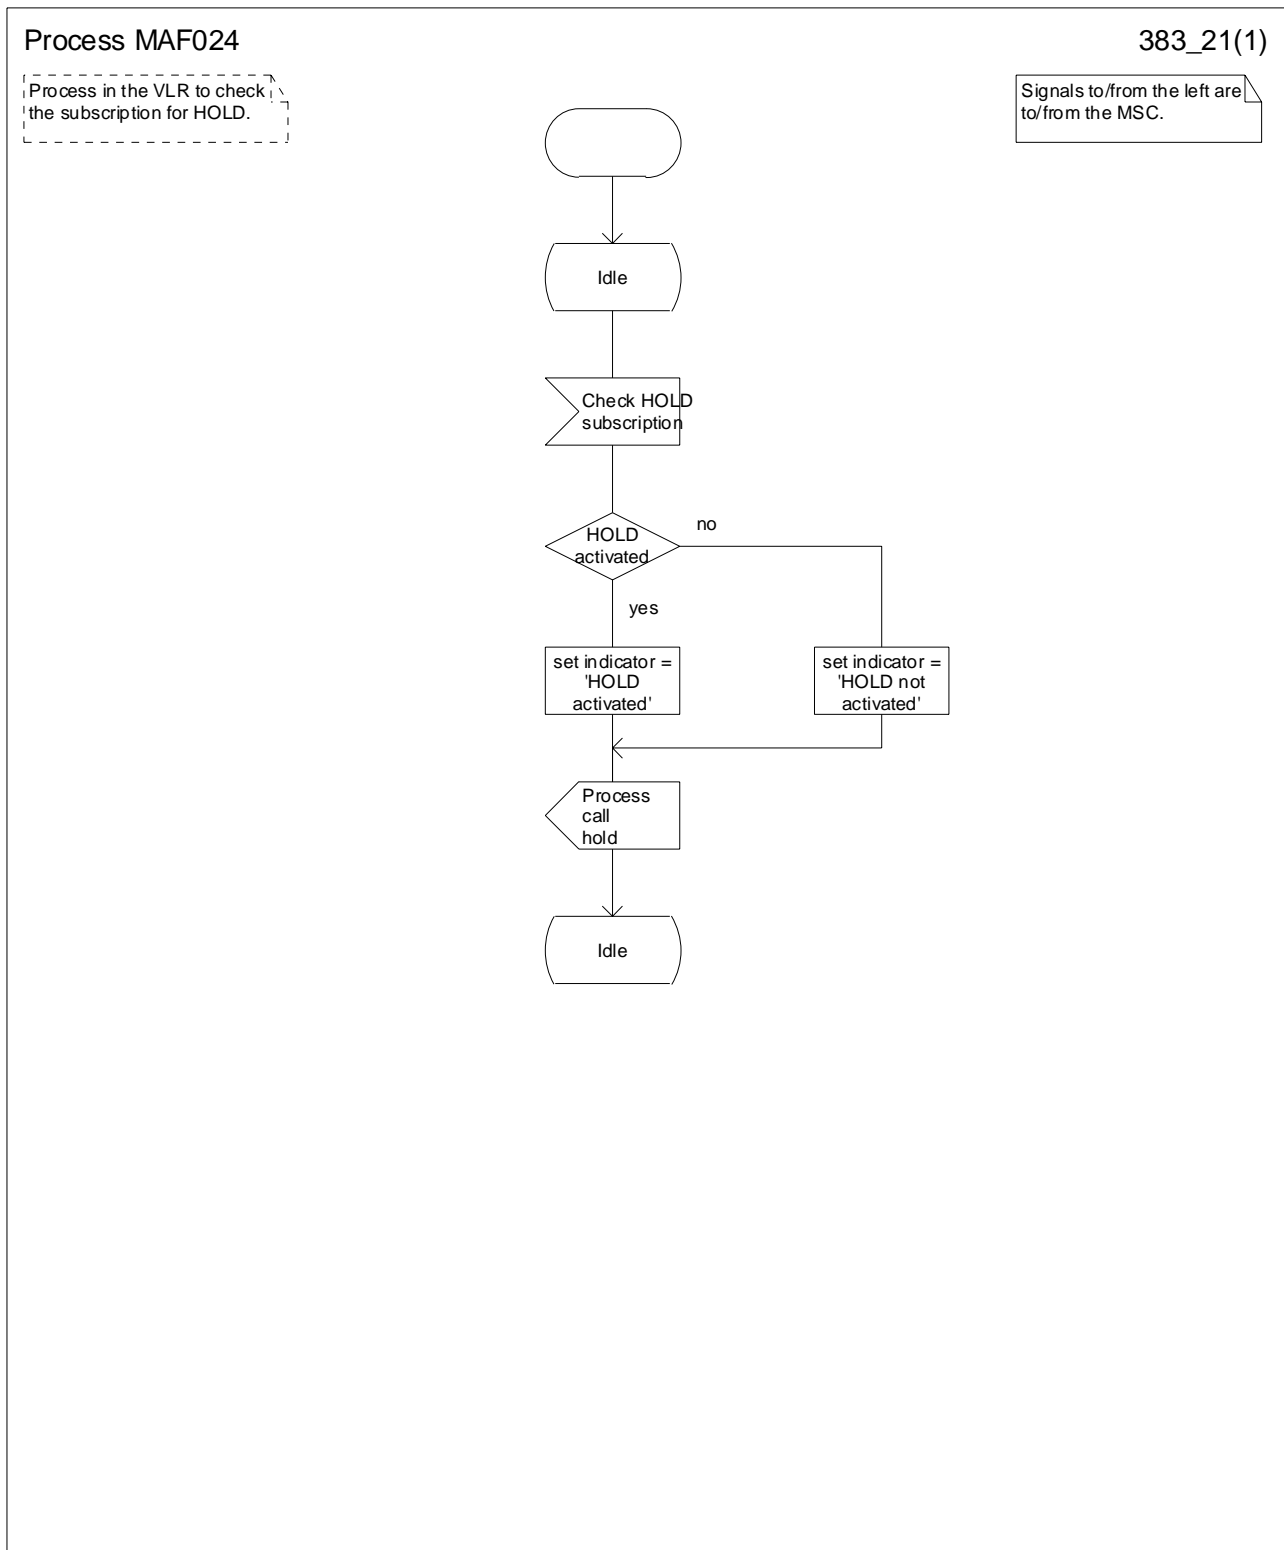 Process MAF024
383_21(1)
Process in the VLR to check
the subscription for HOLD.
Signals to/from the left are
to/from the MSC.
Idle
Check HOLD
subscription
HOLD
activated
no
yes
set indicator =
'HOLD
activated'
set indicator =
'HOLD not
activated'
Process
call
hold
Idle